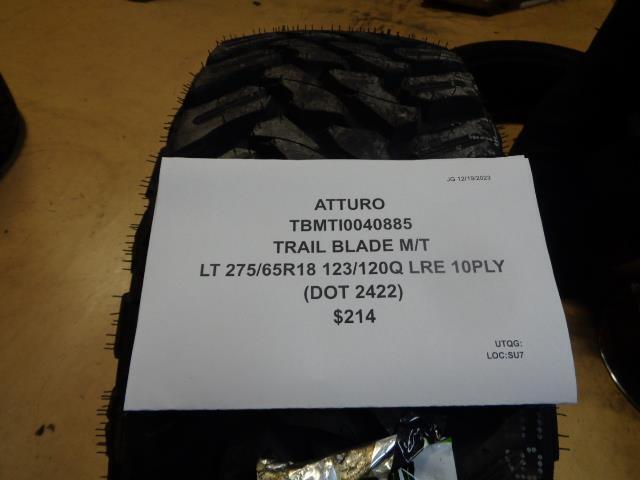 JG 12/19/2023
ATTURO
TBMTI0040885
TRAIL BLADE M/T
LT 275/65R18 123/120Q LRE 10PLY
(DOT 2422)
$214
UTQG:
LOC:SU7